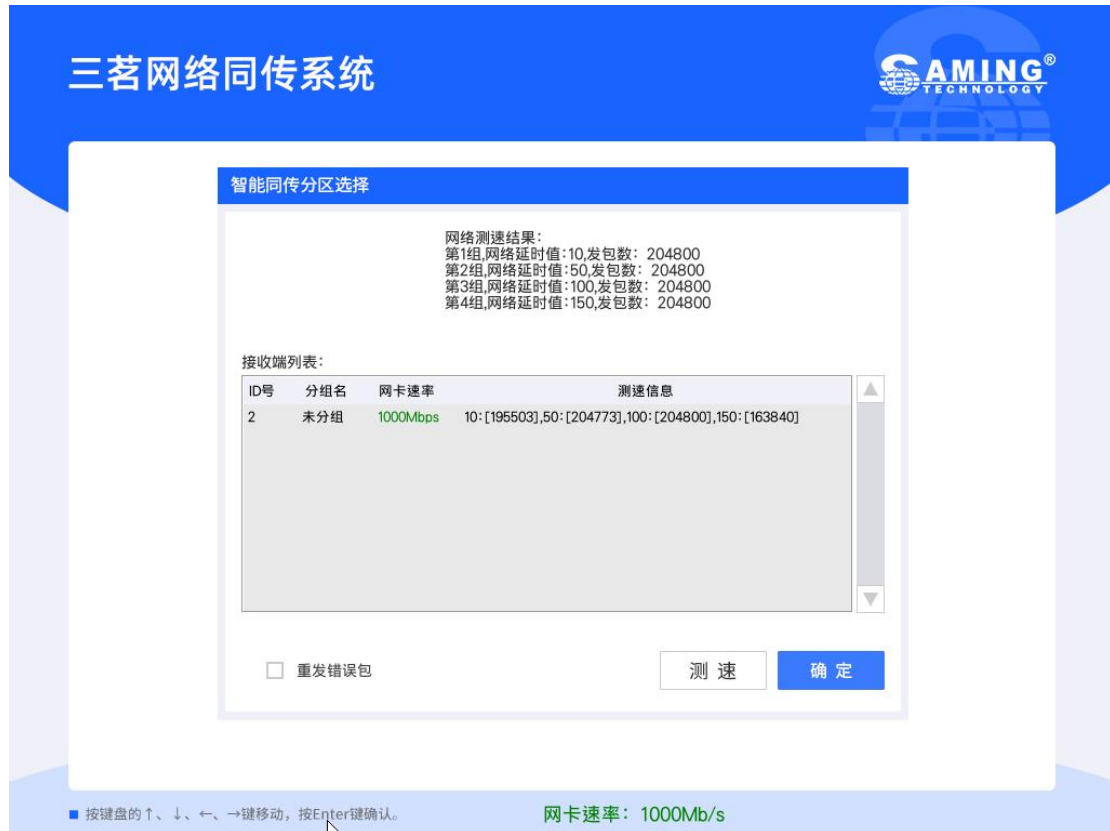 三茗网络同传系统
SAMING®
TECHNOLOGY
智能同传分区选择
网络测速结果：
第1组,网络延时值:10,发包数：204800
第2组,网络延时值:50,发包数：204800
第3组,网络延时值:100,发包数：204800
第4组,网络延时值:150,发包数：204800
接收端列表：
ID号 分组名 网卡速率 测速信息
2 未分组 1000Mbps 10:[195503],50:[204773],100:[204800],150:[163840]
重发错误包 测 速 确 定
按键盘的↑、↓、←、→键移动，按Enter键确认。 网卡速率：1000Mb/s